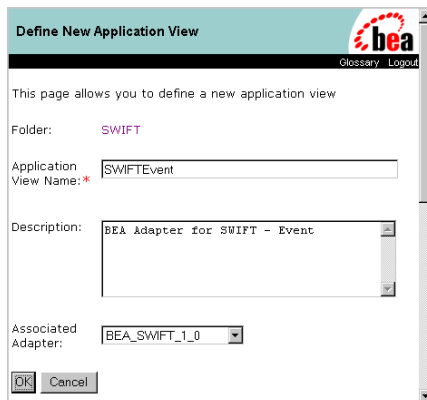 Define New Application View
bea
Glossary Logout
This page allows you to define a new application view
Folder: SWIFT
Application
View Name:* SWIFTEvent
Description: BEA Adapter for SWIFT - Event
Associated
Adapter: BEA_SWIFT_1_0
OK Cancel